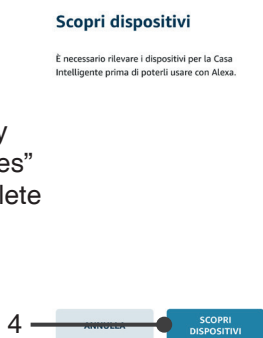 Scopri dispositivi
È necessario rilevare i dispositivi per la Casa
Intelligente prima di poterli usare con Alexa.
y
es”
lete
4
ANNULLA
SCOPRI
DISPOSITIVI